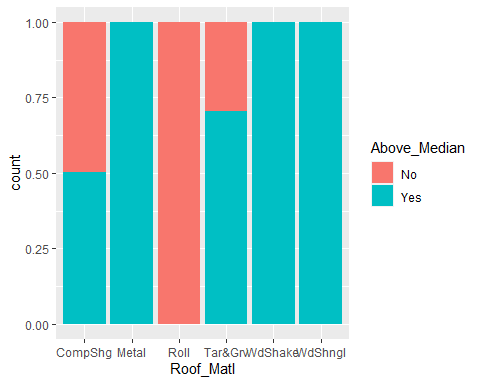 1.00
0.75
0.50
0.25
0.00
count
CompShg Metal Roll Tar&Grv WdShake WdShngl
Roof_Matl
Above_Median
No
Yes